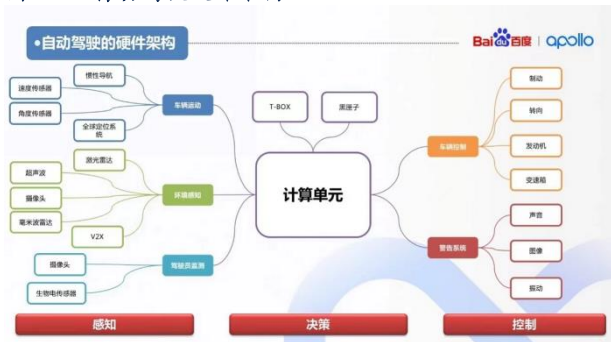 •自动驾驶的硬件架构
Bai du 百度 | apollo
惯性导航
速度传感器
角度传感器
全球定位系
统
车辆运动
激光雷达
超声波
摄像头
毫米波雷达
V2X
环境感知
摄像头
生物电传感器
驾驶员监测
T-BOX
黑匣子
计算单元
车辆控制
制动
转向
发动机
变速箱
警告系统
声音
图像
振动
感知
决策
控制